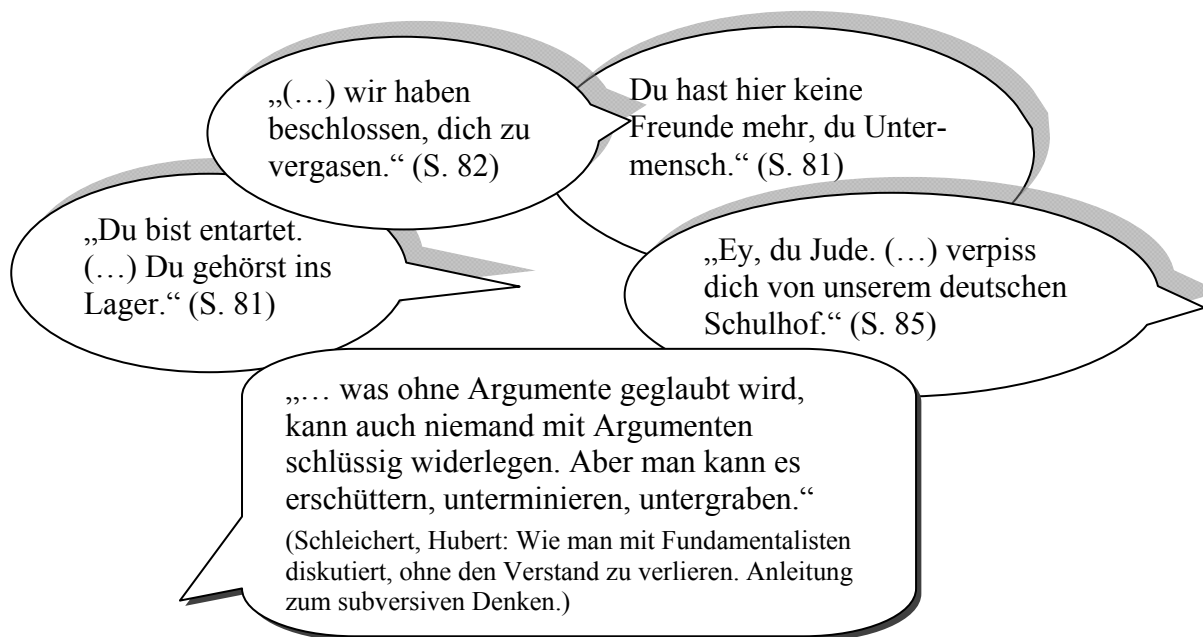 „(…) wir haben
beschlossen, dich zu
vergasen.“ (S. 82)
Du hast hier keine
Freunde mehr, du Unter-
mensch.“ (S. 81)
„Du bist entartet.
(…) Du gehörst ins
Lager.“ (S. 81)
„Ey, du Jude. (…) verpiss
dich von unserem deutschen
Schulhof.“ (S. 85)
„… was ohne Argumente geglaubt wird,
kann auch niemand mit Argumenten
schlüssig widerlegen. Aber man kann es
erschüttern, unterminieren, untergraben.“
(Schleichert, Hubert: Wie man mit Fundamentalisten
diskutiert, ohne den Verstand zu verlieren. Anleitung
zum subversiven Denken.)